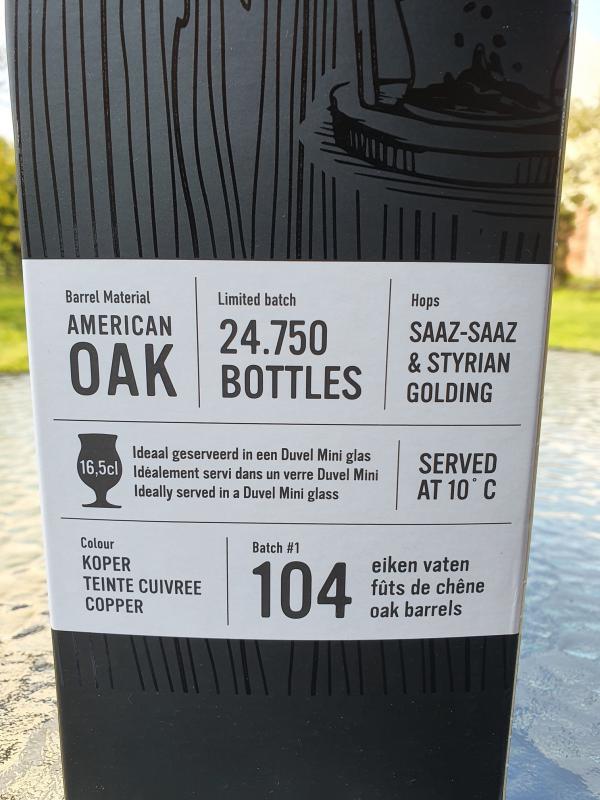 Barrel Material
AMERICAN
OAK
Limited batch
24.750
BOTTLES
Hops
SAAZ-SAAZ
& STYRIAN
GOLDING
16,5cl
Ideaal geserveerd in een Duvel Mini glas
Idéalement servi dans un verre Duvel Mini
Ideally served in a Duvel Mini glass
SERVED
AT 10° C
Colour
KOPER
TEINTE CUIVREE
COPPER
Batch #1
104
eiken vaten
fûts de chêne
oak barrels